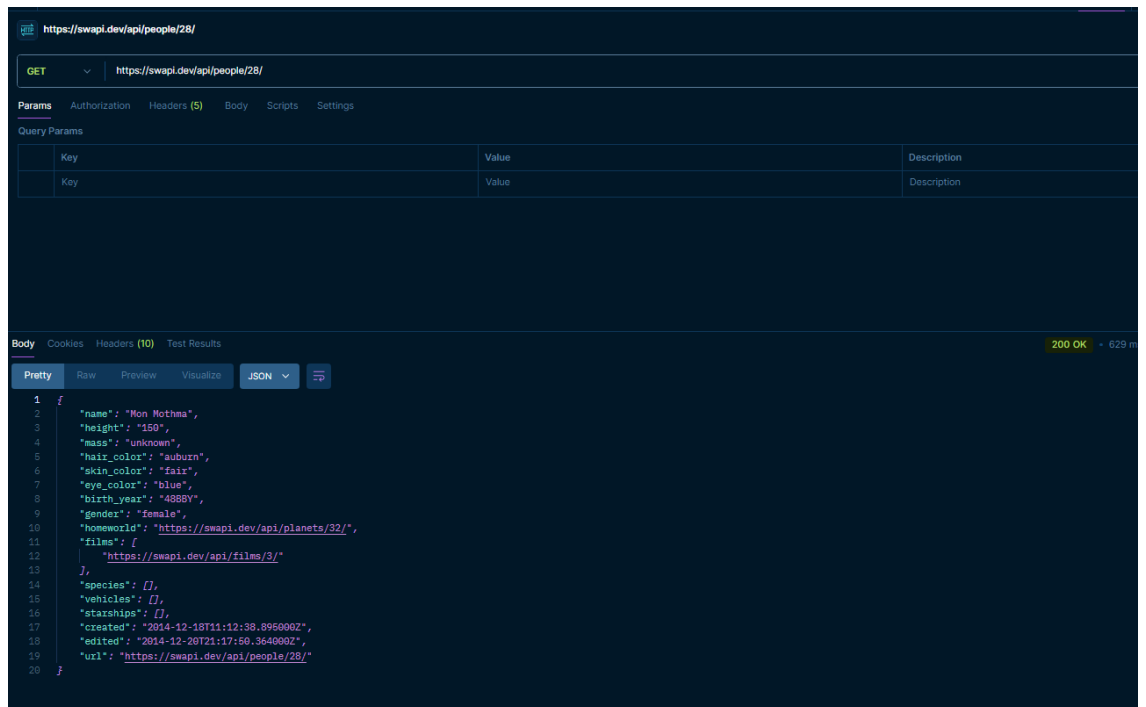 HTTP https://swapi.dev/api/people/28/
GET https://swapi.dev/api/people/28/
Params Authorization Headers (5) Body Scripts Settings
Query Params
Key Value Description
Key Value Description
Body Cookies Headers (10) Test Results 200 OK • 629 m
Pretty Raw Preview Visualize JSON
1 {
2 "name": "Mon Mothma",
3 "height": "150",
4 "mass": "unknown",
5 "hair_color": "auburn",
6 "skin_color": "fair",
7 "eye_color": "blue",
8 "birth_year": "48BBY",
9 "gender": "female",
10 "homeworld": "https://swapi.dev/api/planets/32/",
11 "films": [
12 "https://swapi.dev/api/films/3/"
13 ],
14 "species": [],
15 "vehicles": [],
16 "starships": [],
17 "created": "2014-12-18T11:12:38.895000Z",
18 "edited": "2014-12-20T21:17:50.364000Z",
19 "url": "https://swapi.dev/api/people/28/"
20 }